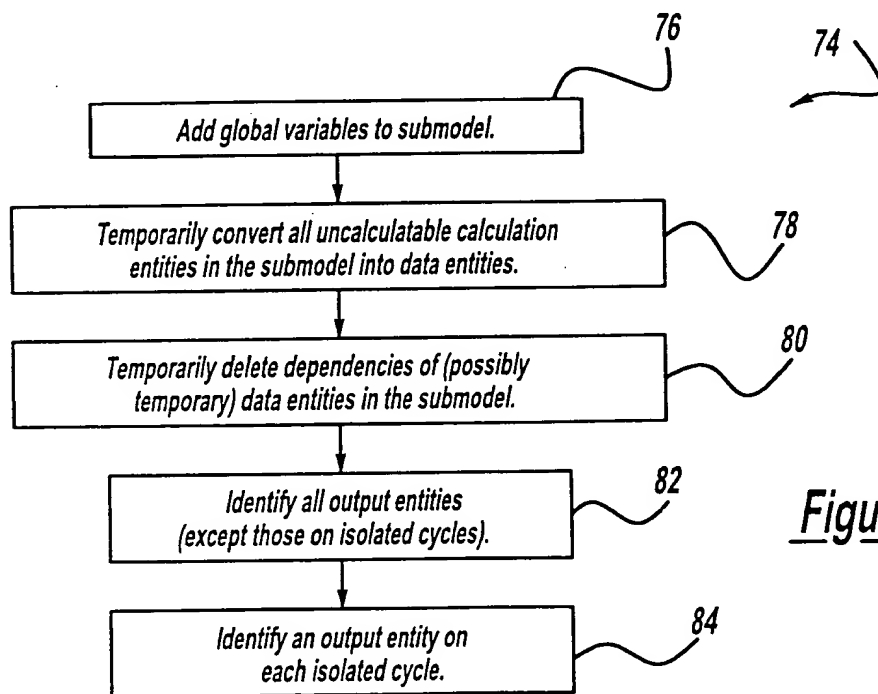 76
74
Add global variables to submodel.
Temporarily convert all uncalculatable calculation
entities in the submodel into data entities.
78
Temporarily delete dependencies of (possibly
temporary) data entities in the submodel.
80
Identify all output entities
(except those on isolated cycles).
82
Figu
Identify an output entity on
each isolated cycle.
84